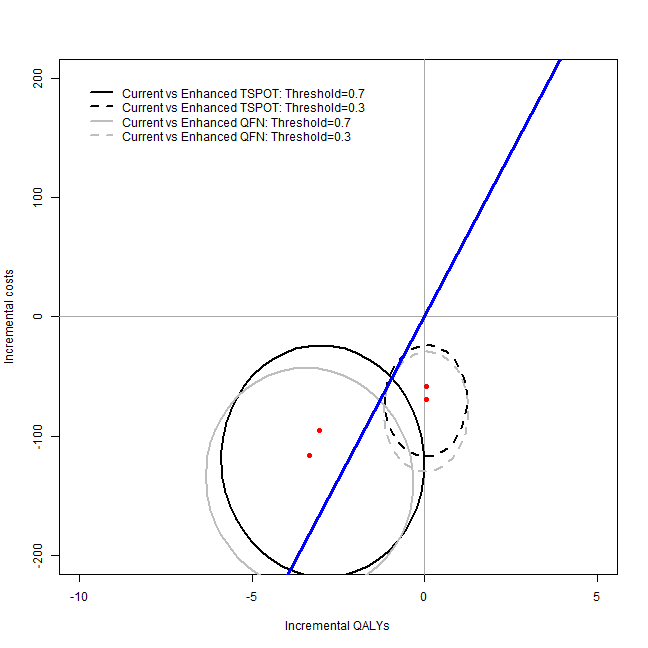 Current vs Enhanced TSPOT: Threshold=0.7
Current vs Enhanced TSPOT: Threshold=0.3
Current vs Enhanced QFN: Threshold=0.7
Current vs Enhanced QFN: Threshold=0.3
Incremental costs
200
100
0
-100
-200
-10
-5
0
5
Incremental QALYs